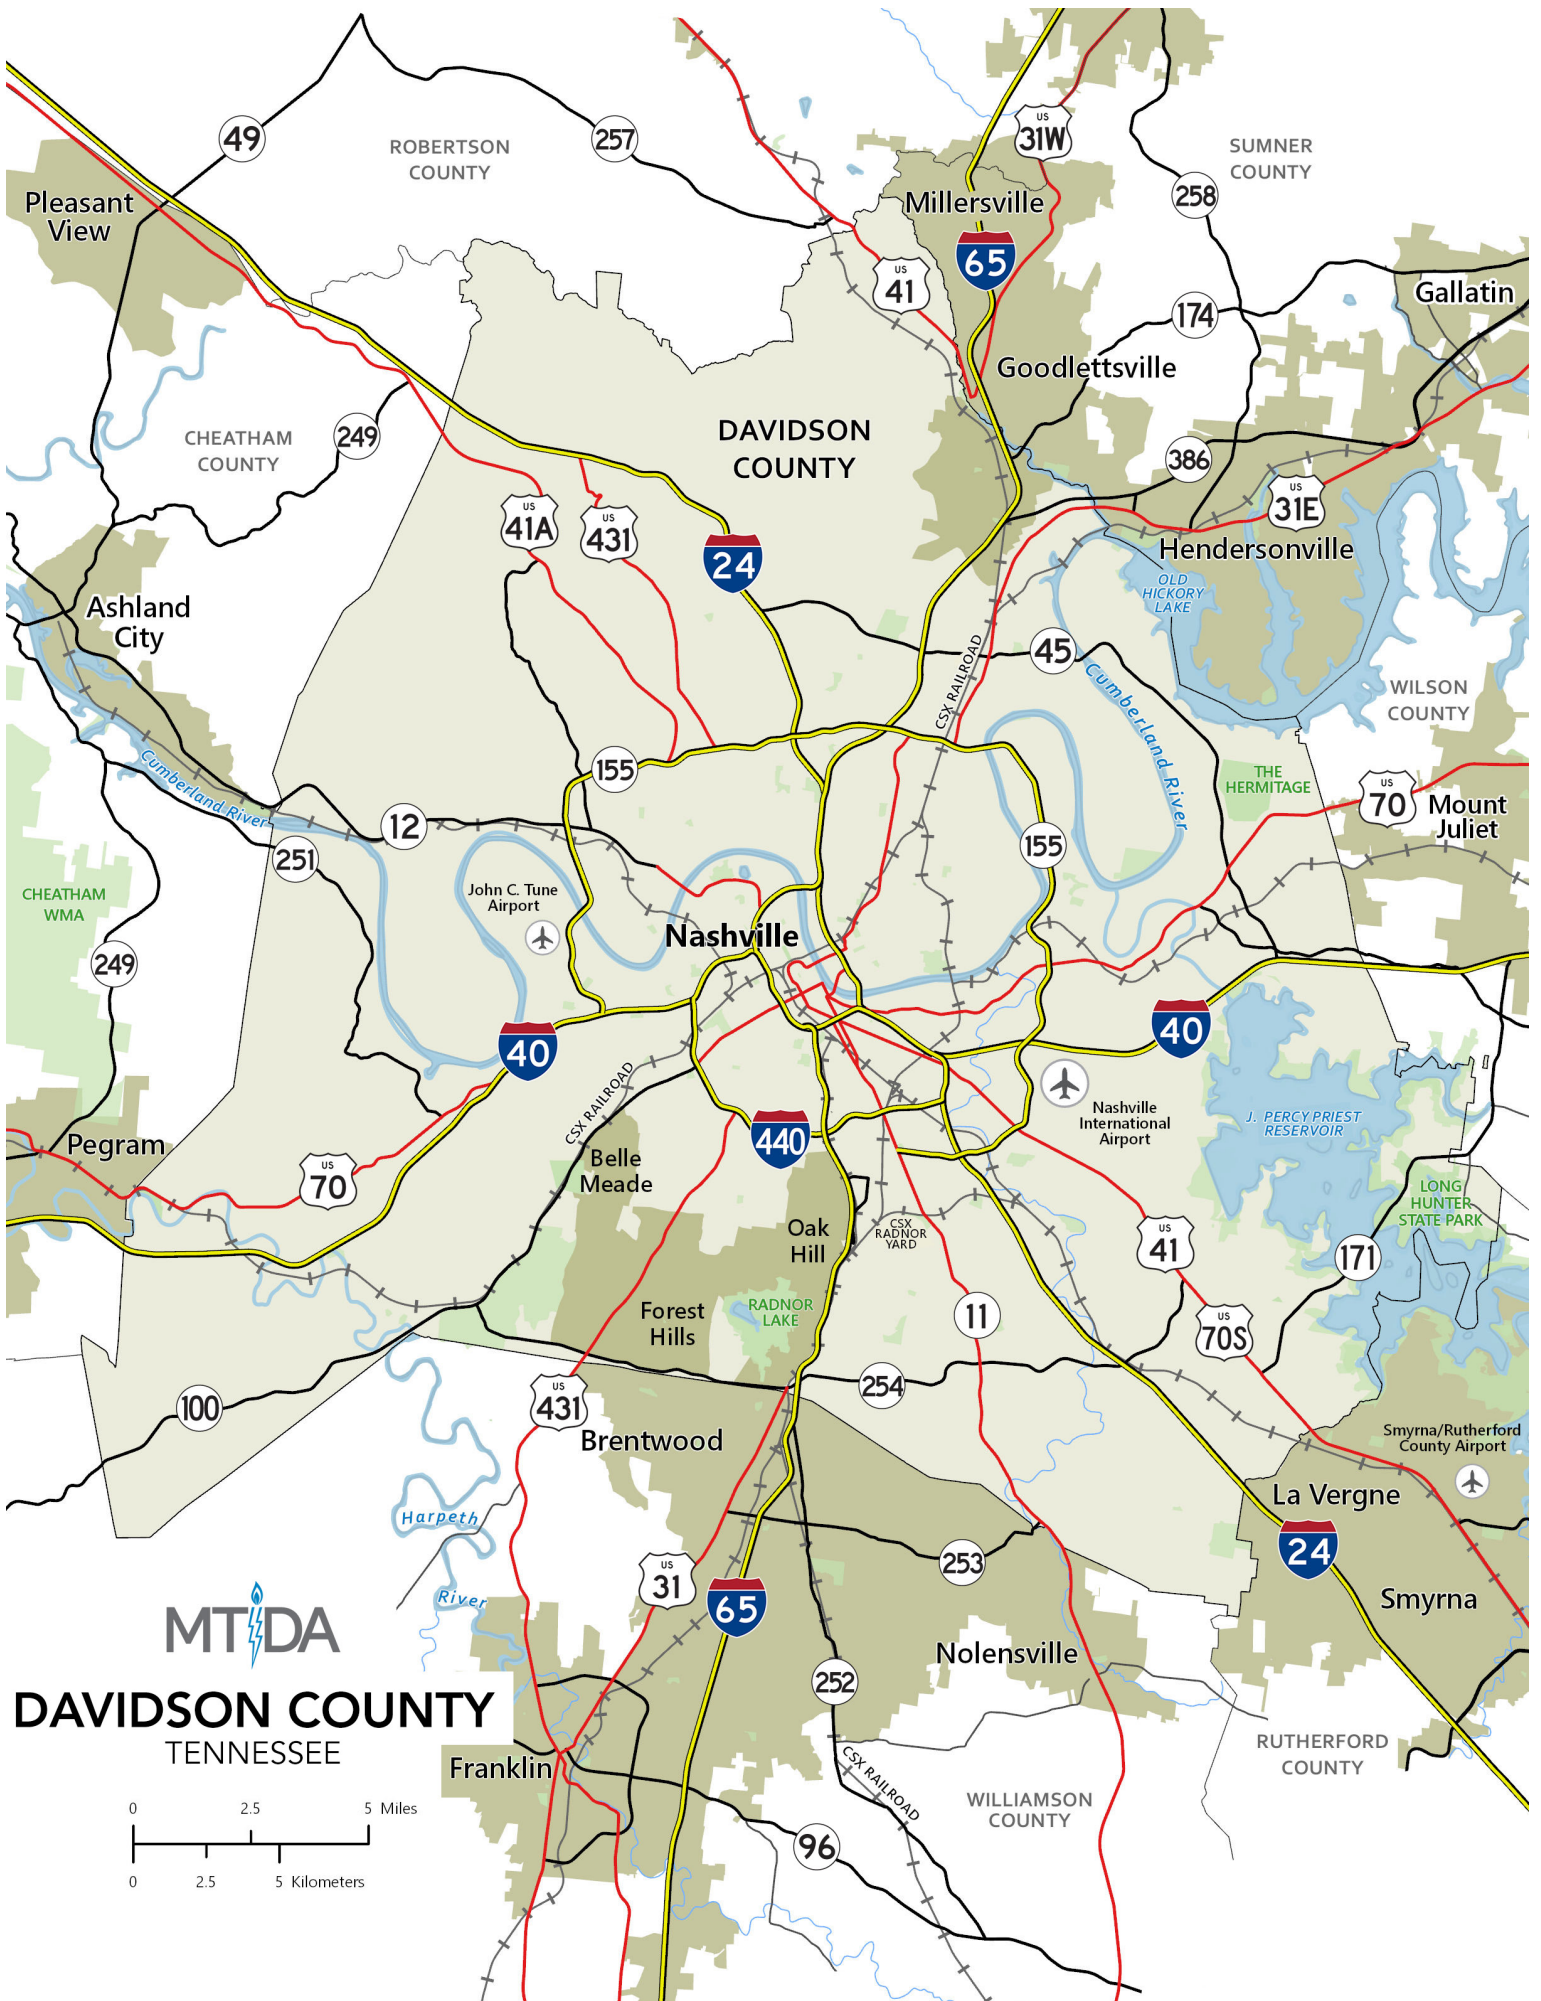 US
31W
49
257
ROBERTSON
COUNTY
SUMNER
COUNTY
258
Pleasant
View
Millersville
65
US
41
Gallatin
174
Goodlettsville
DAVIDSON
COUNTY
CHEATHAM
COUNTY
249
386
US
31E
US
41A
US
431
24
Hendersonville
OLD
HICKORY
LAKE
Ashland
City
CSX RAILROAD
45
Cumberland River
WILSON
COUNTY
155
Cumberland River
THE
HERMITAGE
US
70
Mount
Juliet
12
251
155
John C. Tune
Airport
CHEATHAM
WMA
Nashville
249
40
40
CSX RAILROAD
Nashville
International
Airport
J. PERCY PRIEST
RESERVOIR
440
Pegram
Belle
Meade
US
70
LONG
HUNTER
STATE PARK
Oak
Hill
CSX
RADNOR
YARD
US
41
171
Forest
Hills
RADNOR
LAKE
11
US
70S
254
US
431
100
Brentwood
Smyrna/Rutherford
County Airport
La Vergne
Harpeth
River
24
253
US
31
65
Smyrna
MTIDA
Nolensville
252
DAVIDSON COUNTY
TENNESSEE
RUTHERFORD
COUNTY
Franklin
CSX RAILROAD
WILLIAMSON
COUNTY
0 2.5 5 Miles
96
0 2.5 5 Kilometers